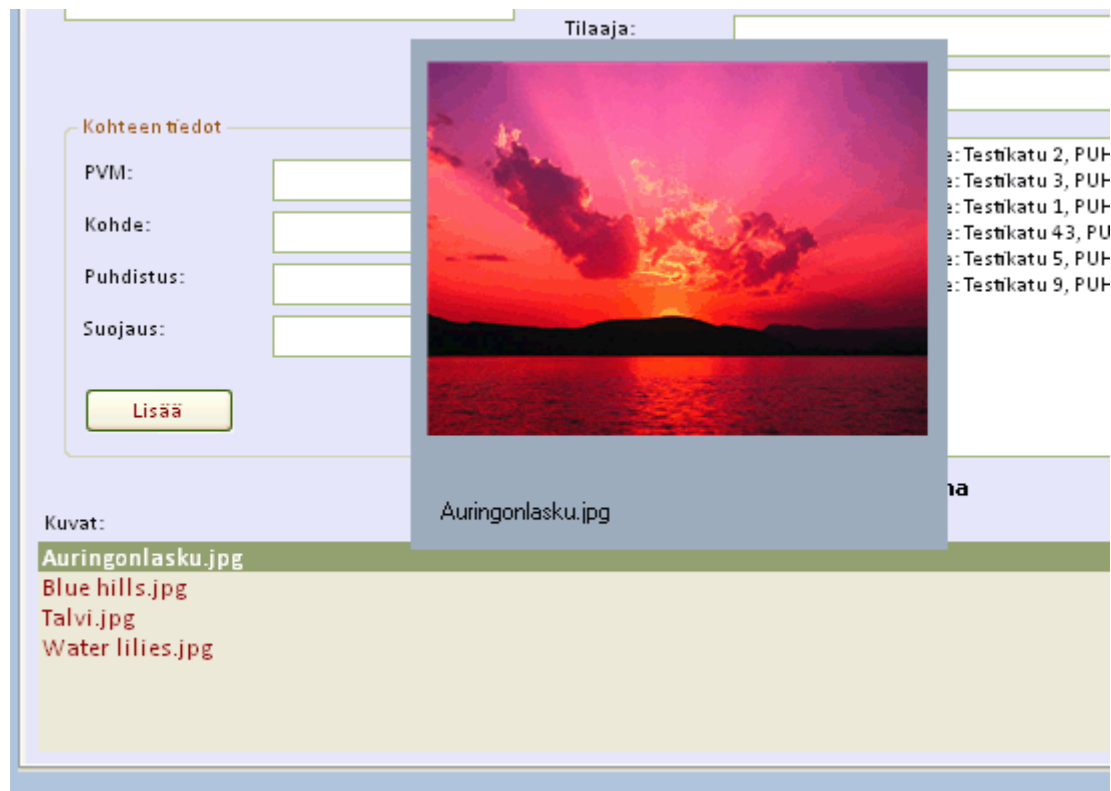 Tilaaja:
Kohteen tiedot
PVM:
Kohde:
Puhdistus:
Suojaus:
Lisää
e: Testikatu 2, PUH
e: Testikatu 3, PUH
e: Testikatu 1, PUH
e: Testikatu 43, PU
e: Testikatu 5, PUH
e: Testikatu 9, PUH
na
Auringonlasku.jpg
Kuvat:
Auringonlasku.jpg
Blue hills.jpg
Talvi.jpg
Water lilies.jpg